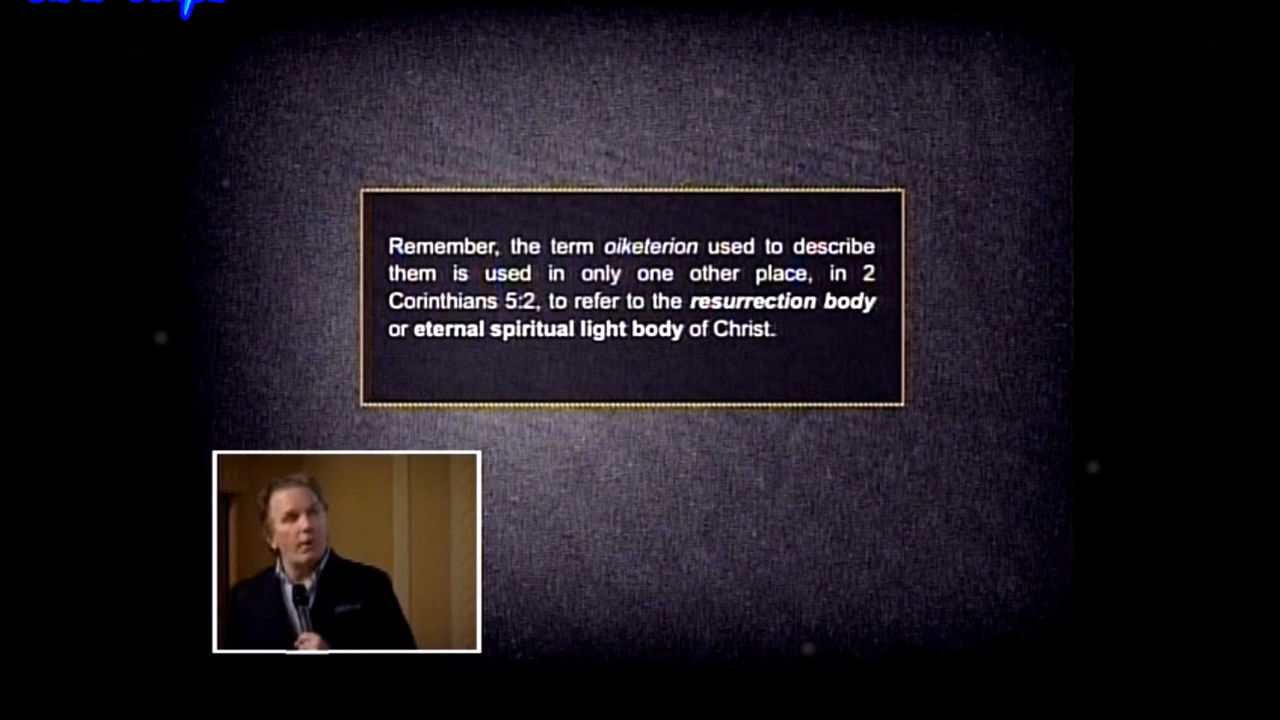 Remember, the term oiketerion used to describe
them is used in only one other place, in 2
Corinthians 5:2, to refer to the resurrection body
or eternal spiritual light body of Christ.